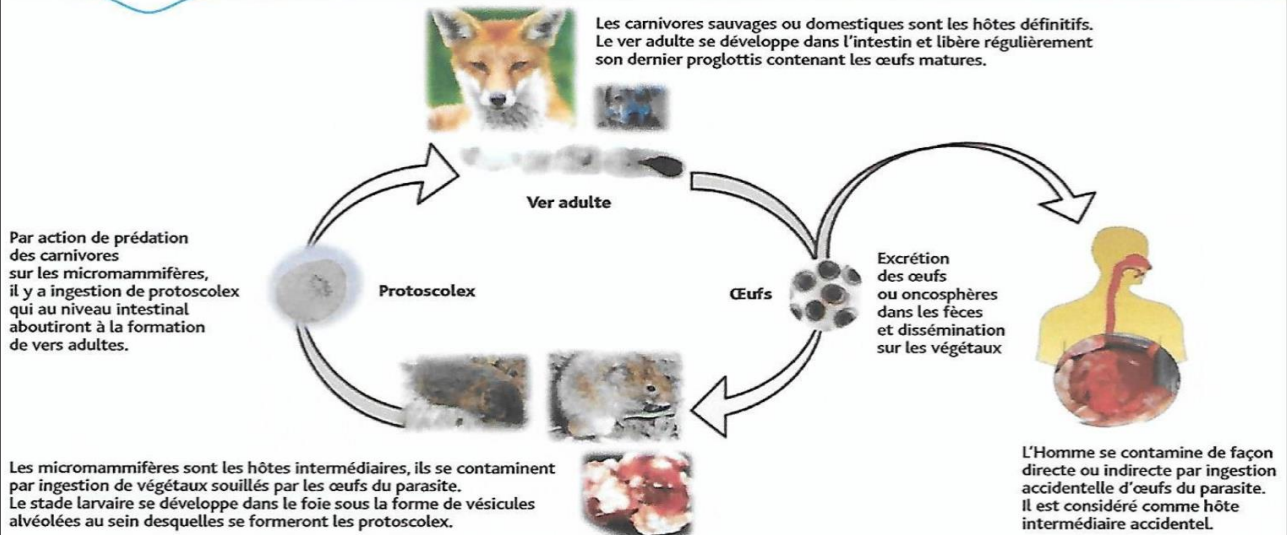 Les carnivores sauvages ou domestiques sont les hôtes définitifs.
Le ver adulte se développe dans l'intestin et libère régulièrement
son dernier proglottis contenant les œufs matures.
Ver adulte
Par action de prédation
des carnivores
sur les micromammifères,
il y a ingestion de protoscolex
qui au niveau intestinal
aboutiront à la formation
de vers adultes.
Protoscolex
Œufs
Excrétion
des œufs
ou oncosphères
dans les fèces
et dissémination
sur les végétaux
Les micromammifères sont les hôtes intermédiaires, ils se contaminent
par ingestion de végétaux souillés par les œufs du parasite.
Le stade larvaire se développe dans le foie sous la forme de vésicules
alvéolées au sein desquelles se formeront les protoscolex.
L'Homme se contamine de façon
directe ou indirecte par ingestion
accidentelle d'œufs du parasite.
Il est considéré comme hôte
intermédiaire accidentel.